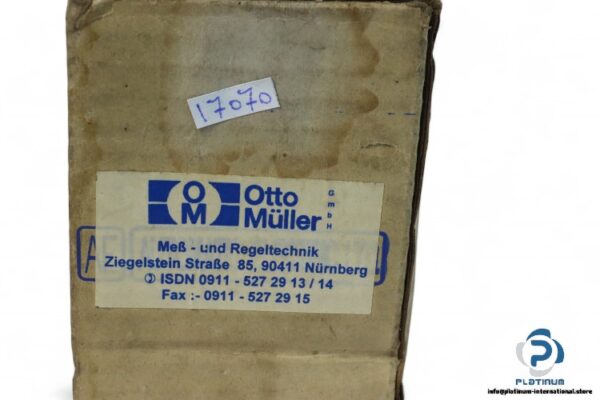 17070
OM
Otto
Müller
GmbH
Meß - und Regeltechnik
Ziegelstein Straße 85, 90411 Nürnberg
ISDN 0911 - 527 29 13 / 14
Fax :- 0911 - 527 29 15
PLATINUM
info@platinum-international.store